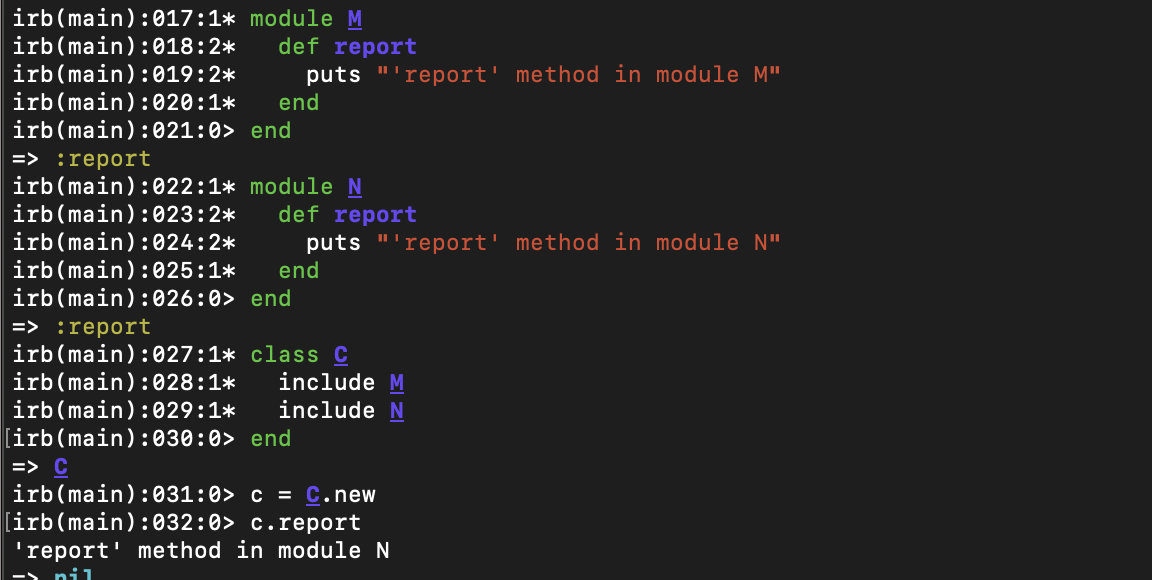 irb(main):017:1* module M
irb(main):018:2*   def report
irb(main):019:2*     puts "'report' method in module M"
irb(main):020:1*   end
irb(main):021:0> end
=> :report
irb(main):022:1* module N
irb(main):023:2*   def report
irb(main):024:2*     puts "'report' method in module N"
irb(main):025:1*   end
irb(main):026:0> end
=> :report
irb(main):027:1* class C
irb(main):028:1*   include M
irb(main):029:1*   include N
[irb(main):030:0> end
=> C
irb(main):031:0> c = C.new
[irb(main):032:0> c.report
'report' method in module N
=> nil